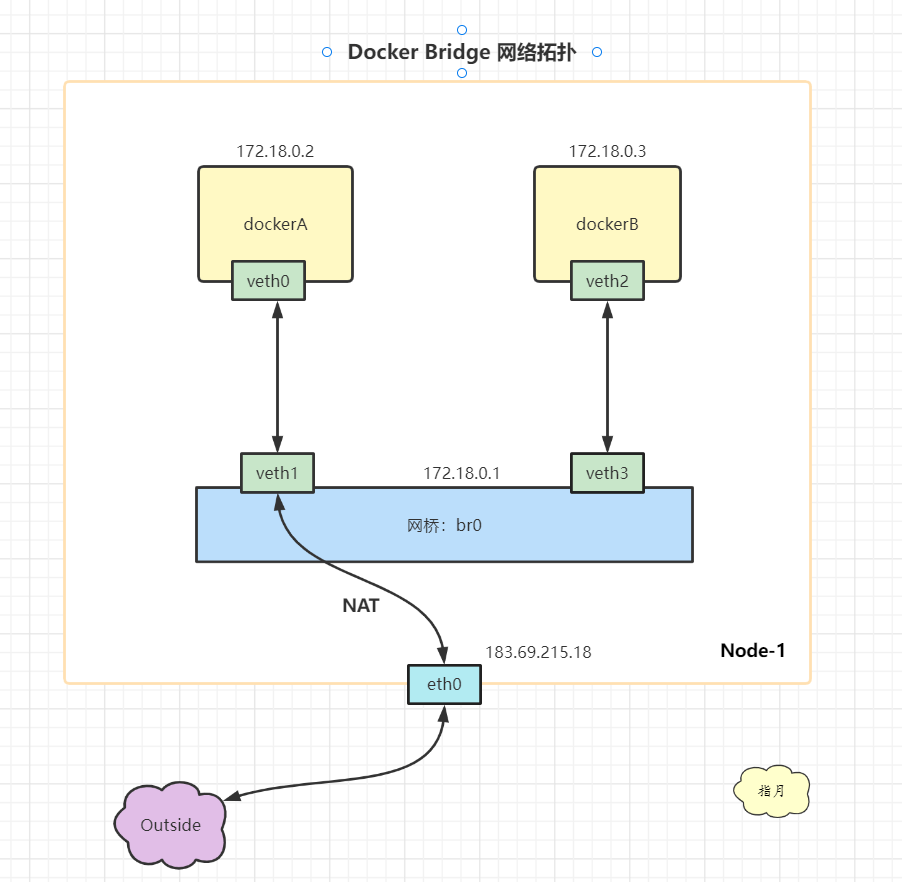 Docker Bridge 网络拓扑
172.18.0.2
172.18.0.3
dockerA
dockerB
veth0
veth2
veth1
172.18.0.1
veth3
网桥：br0
NAT
183.69.215.18
Node-1
eth0
指月
Outside